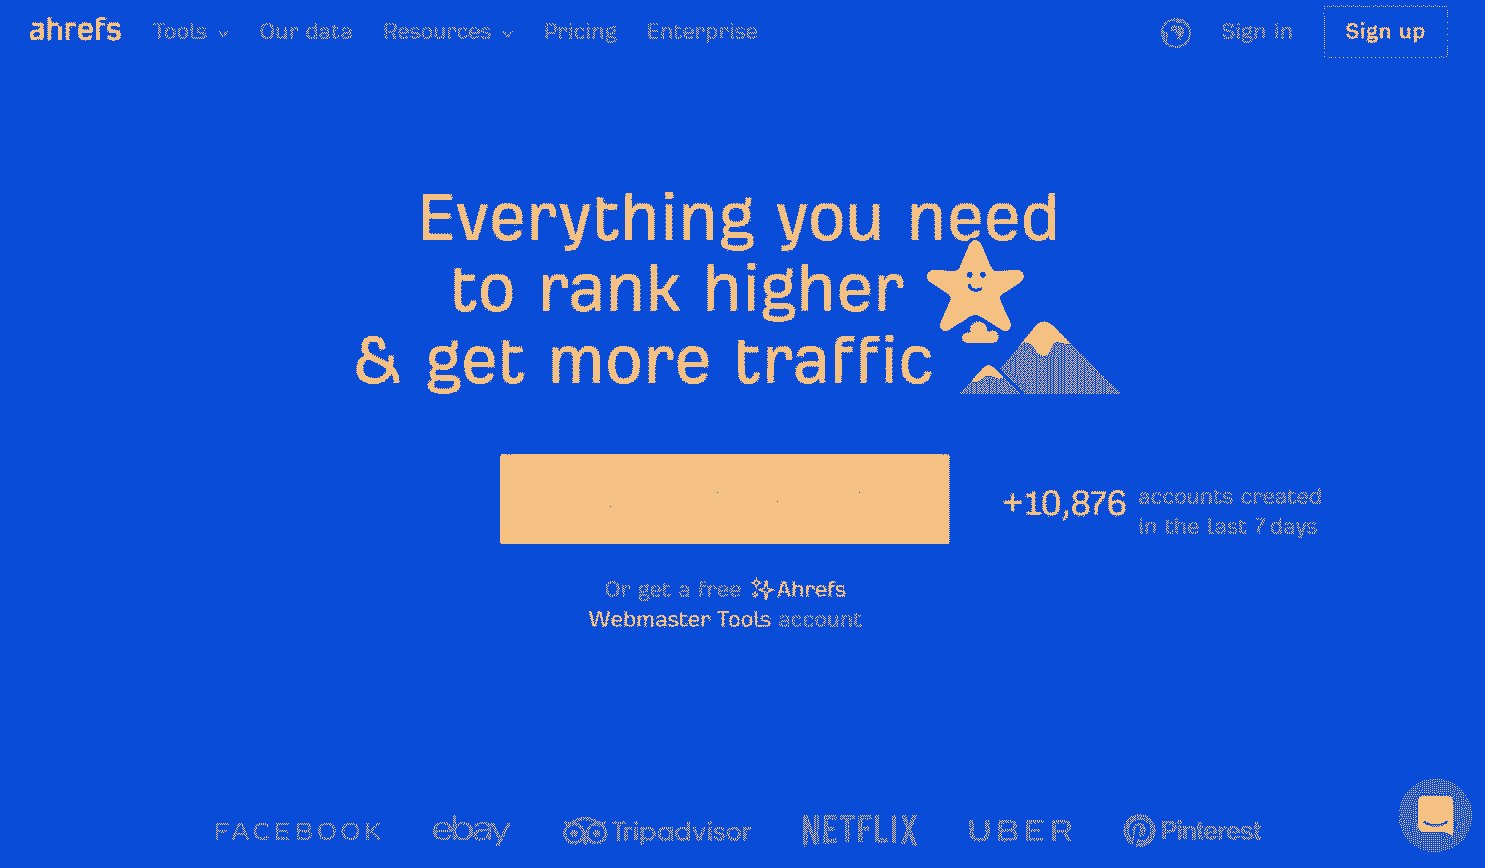 ahrefs Tools Our data Resources Pricing Enterprise Sign in Sign up
Everything you need
to rank higher
& get more traffic
+10,876 accounts created
in the last 7 days
Or get a free Ahrefs
Webmaster Tools account
FACEBOOK ebay Tripadvisor NETFLIX UBER Pinterest